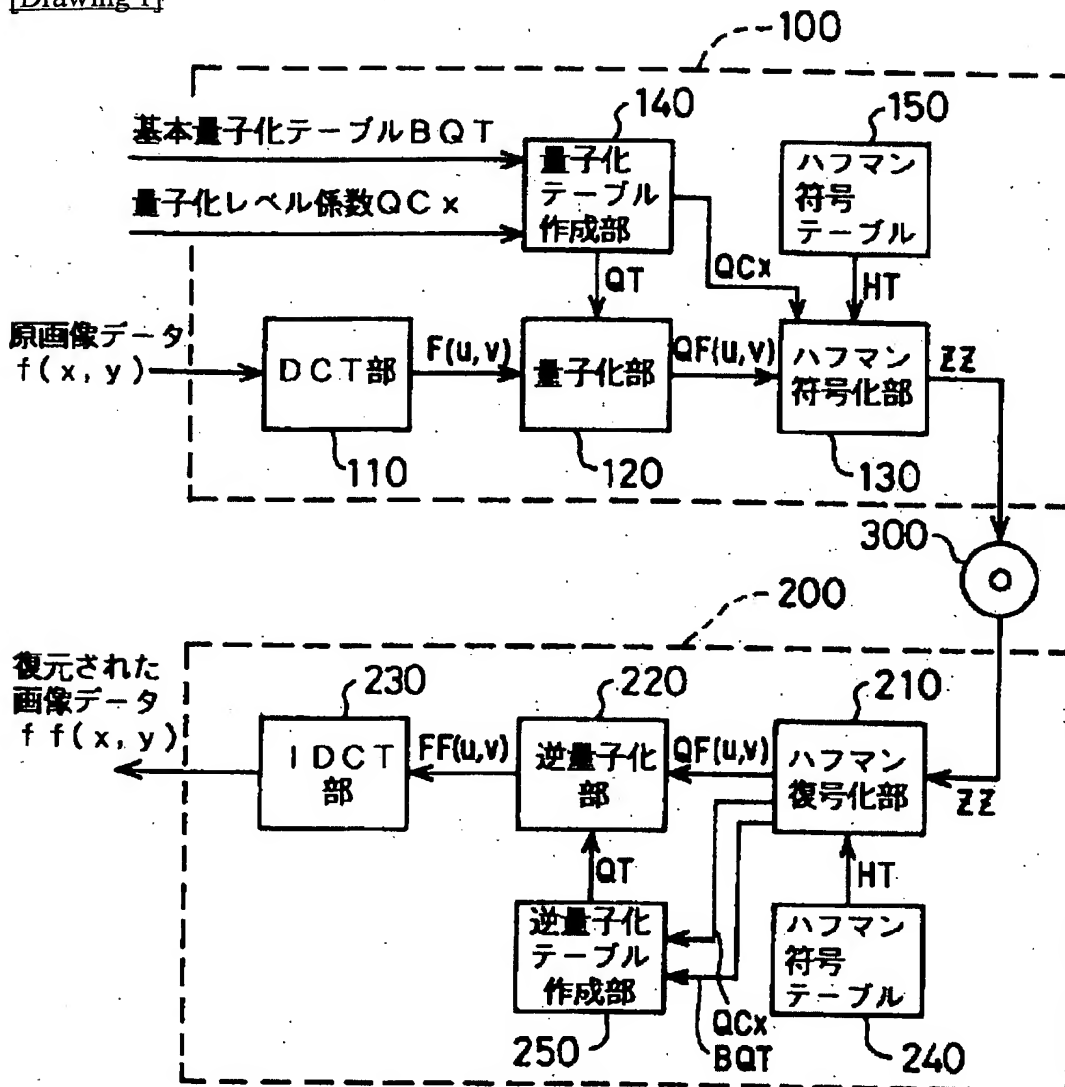 [Drawing 1]
100
基本量子化テーブルBQT
量子化レベル係数QCx
140
量子化
テーブル
作成部
150
ハフマン
符号
テーブル
QT
QCx
HT
原画像データ
f(x,y)
DCT部
F(u,v)
量子化部
QF(u,v)
ハフマン
符号化部
ZZ
110
120
130
300
200
復元された
画像データ
ff(x,y)
230
220
210
IDCT
部
FF(u,v)
逆量子化
部
QF(u,v)
ハフマン
復号化部
ZZ
QT
HT
逆量子化
テーブル
作成部
ハフマン
符号
テーブル
250
QCx
BQT
240